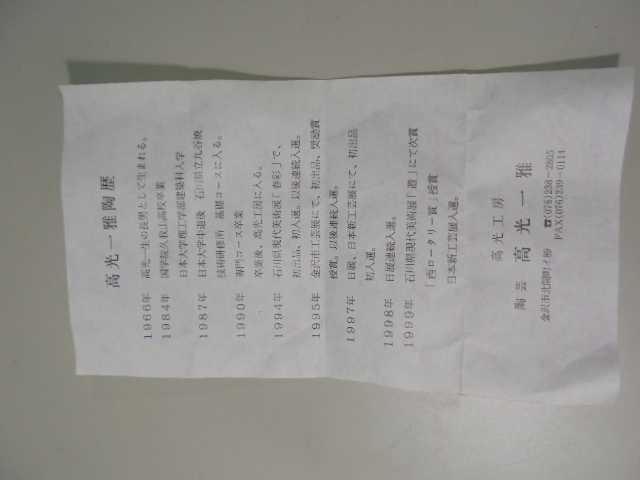 高光一雅陶歴
1966年 高光一生の長男として生まれる。
1984年 国学院久我山高校卒業
日本大学理工学部建築科入学
1987年 日本大学中退後 石川県立九谷焼
技術研修所 基礎コースに入る。
1990年 専門コース卒業
卒業後、高光工房に入る。
1994年 石川県現代美術展「春彩」で、
初出品、初入選。以後連続入選。
1995年 金沢市工芸展にて、初出品、奨励賞
授賞。以後連続入選。
1997年 日展、日本新工芸展にて、初出品
初入選。
1998年 日展連続入選。
1999年 石川県現代美術展「遊」にて次賞
「西ロータリー賞」授賞
日本新工芸展入選。
高光工房
陶芸 高光一雅
金沢市北間町 ☎(076)238-2805
FAX(076)239-0114